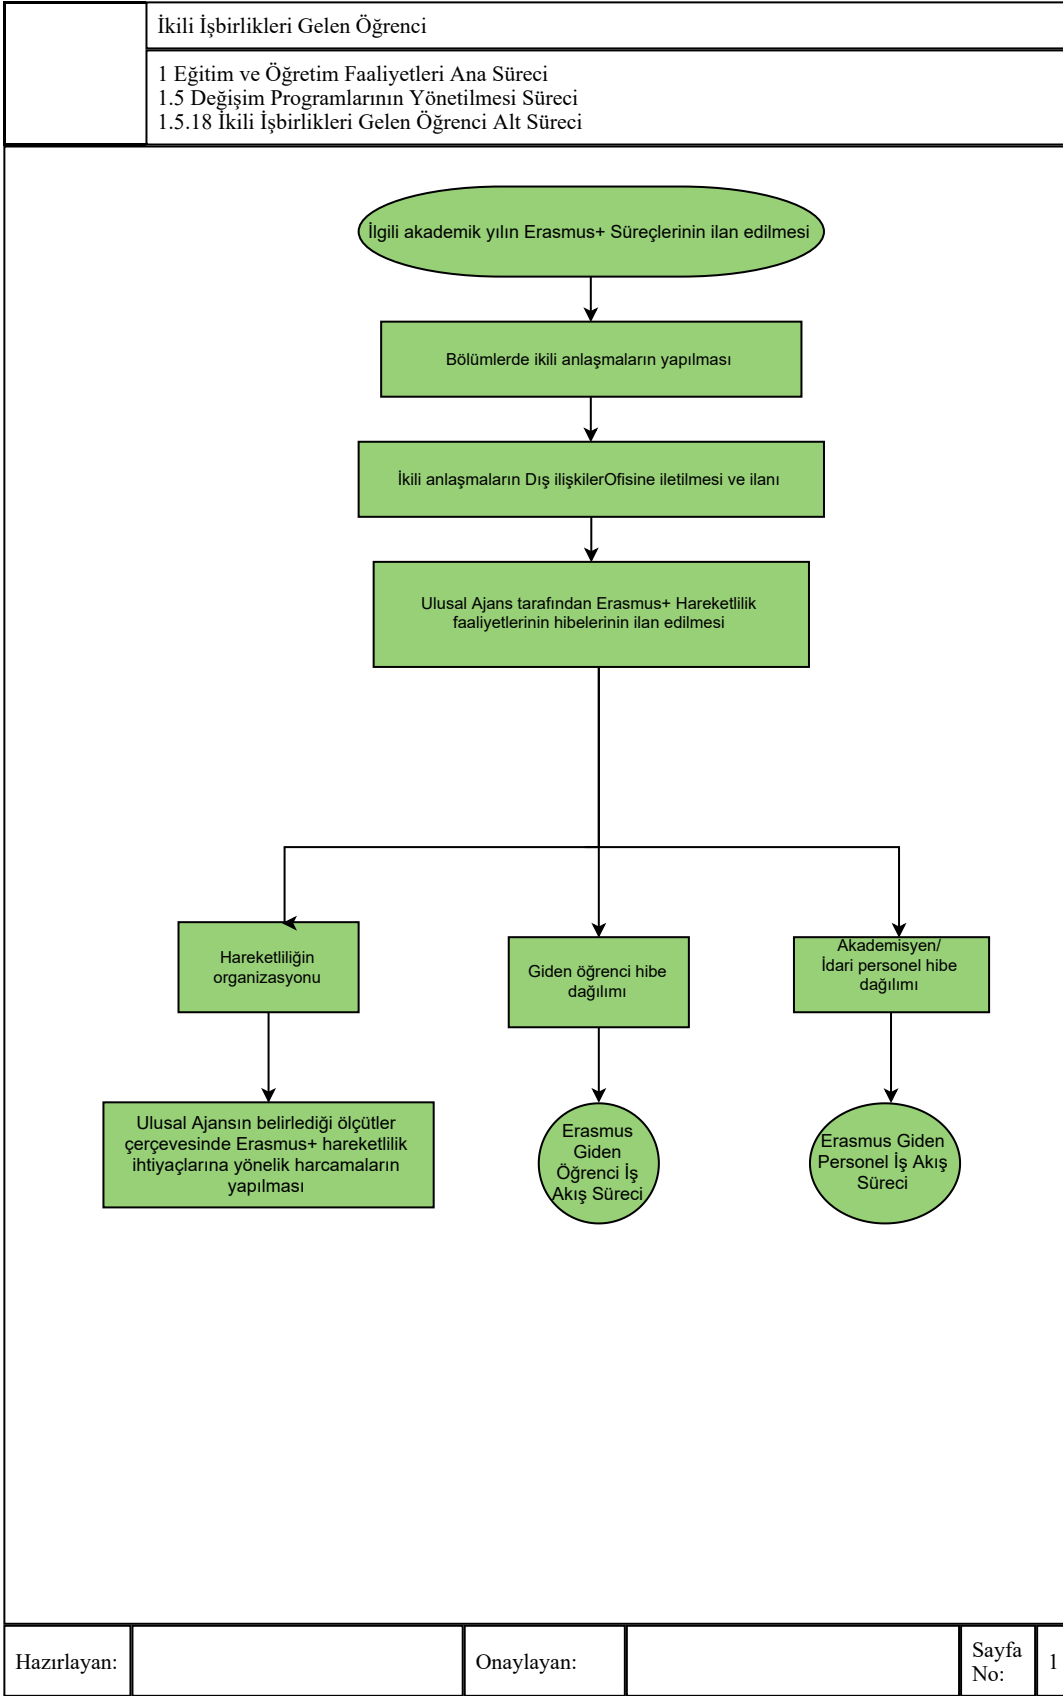 İkili İşbirlikleri Gelen Öğrenci
1 Eğitim ve Öğretim Faaliyetleri Ana Süreci
1.5 Değişim Programlarının Yönetilmesi Süreci
1.5.18 İkili İşbirlikleri Gelen Öğrenci Alt Süreci
İlgili akademik yılın Erasmus+ Süreçlerinin ilan edilmesi
Bölümlerde ikili anlaşmaların yapılması
İkili anlaşmaların Dış ilişkilerOfisine iletilmesi ve ilanı
Ulusal Ajans tarafından Erasmus+ Hareketlilik
faaliyetlerinin hibelerinin ilan edilmesi
Hareketliliğin
organizasyonu
Giden öğrenci hibe
dağılımı
Akademisyen/
İdari personel hibe
dağılımı
Ulusal Ajansın belirlediği ölçütler
çerçevesinde Erasmus+ hareketlilik
ihtiyaçlarına yönelik harcamaların
yapılması
Erasmus
Giden
Öğrenci İş
Akış Süreci
Erasmus Giden
Personel İş Akış
Süreci
Hazırlayan:
Onaylayan:
Sayfa
No:
1